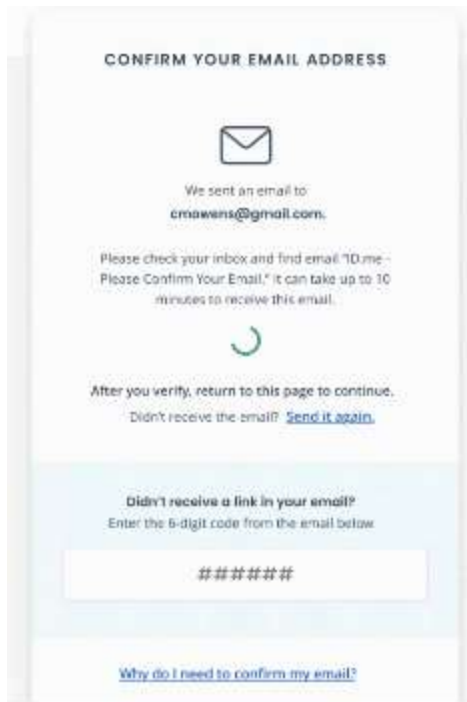 CONFIRM YOUR EMAIL ADDRESS
We sent an email to
cmowens@gmail.com.
Please check your inbox and find email "ID.me -
Please Confirm Your Email." It can take up to 10
minutes to receive this email.
After you verify, return to this page to continue.
Didn't receive the email? Send it again.
Didn't receive a link in your email?
Enter the 6-digit code from the email below
######
Why do I need to confirm my email?